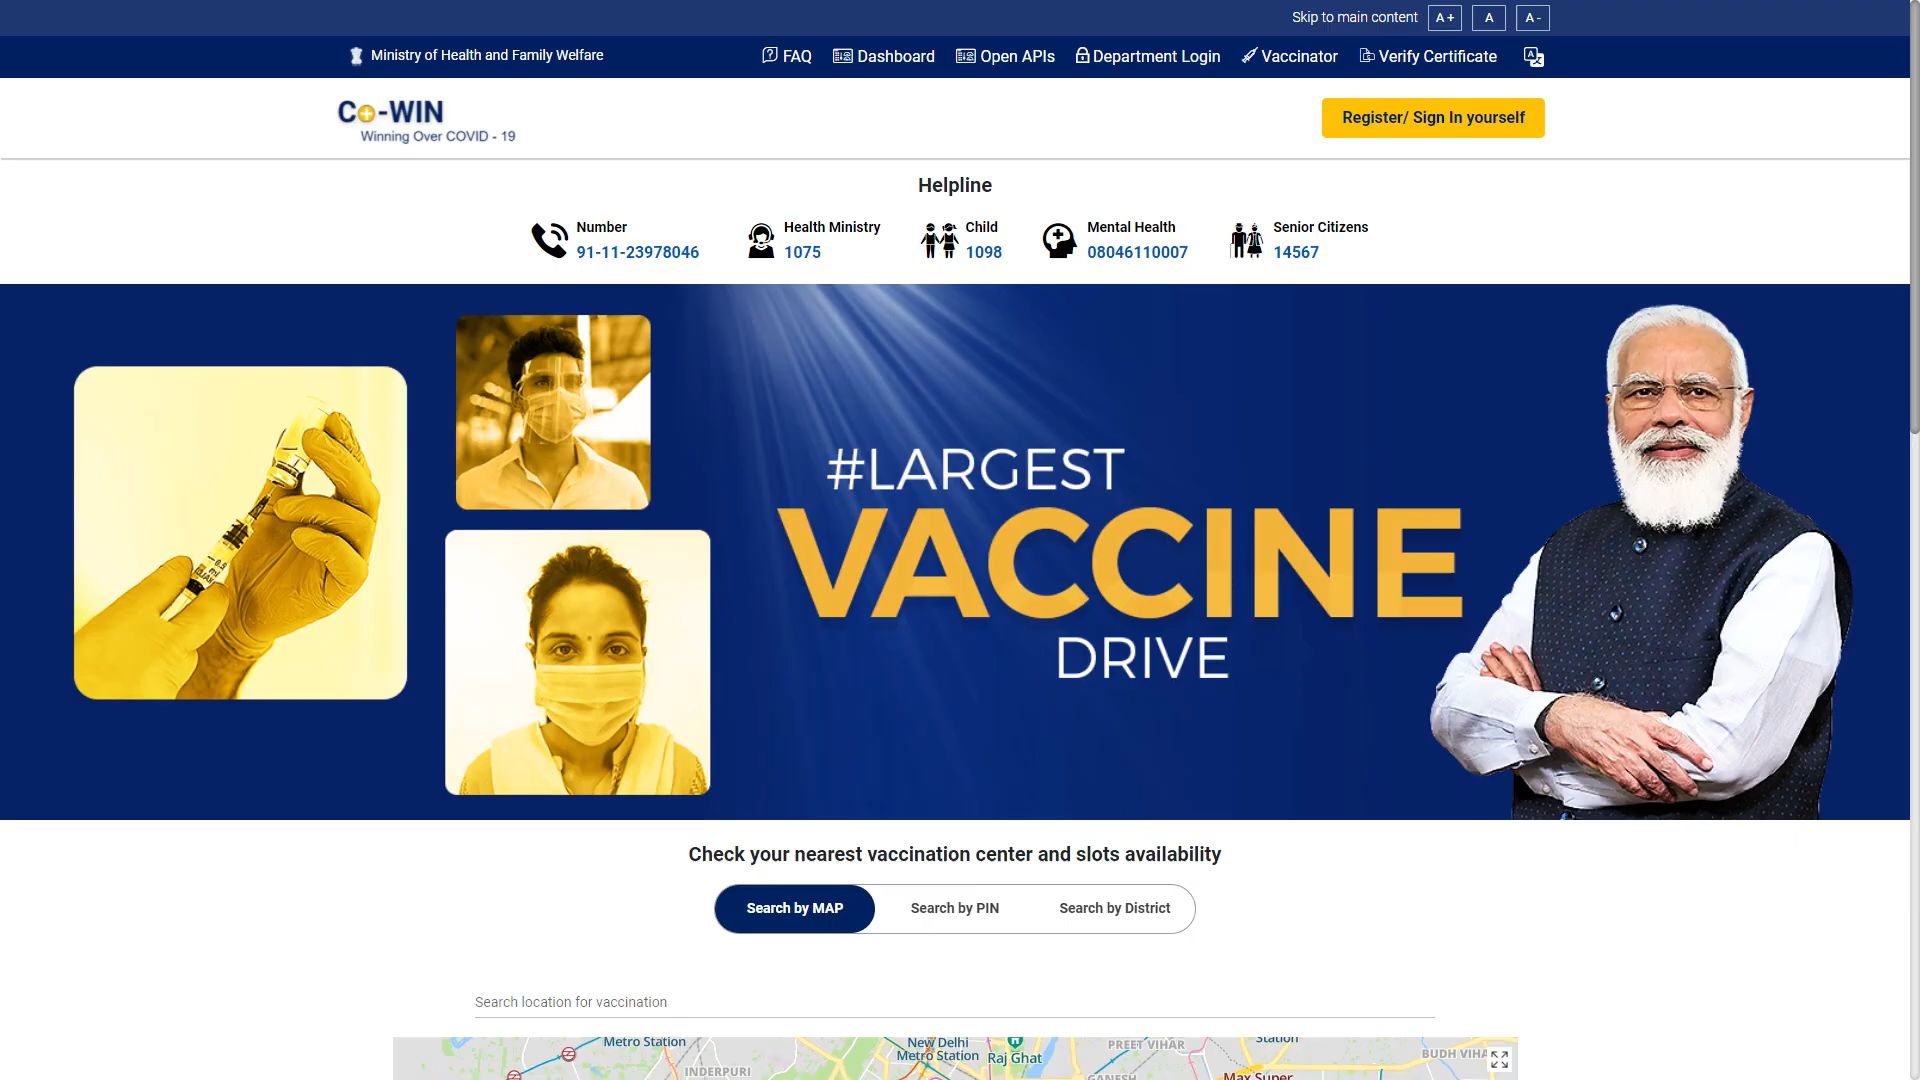 Skip to main content A+ A A-
Ministry of Health and Family Welfare FAQ Dashboard Open APIs Department Login Vaccinator Verify Certificate
Co-WIN
Winning Over COVID - 19
Register/ Sign In yourself
Helpline
Number
91-11-23978046
Health Ministry
1075
Child
1098
Mental Health
08046110007
Senior Citizens
14567
#LARGEST
VACCINE
DRIVE
Check your nearest vaccination center and slots availability
Search by MAP Search by PIN Search by District
Search location for vaccination
Metro Station
New Delhi
Metro Station
Raj Ghat
PREET VIHAR
Station
INDERPURI
GANESH
Max Super